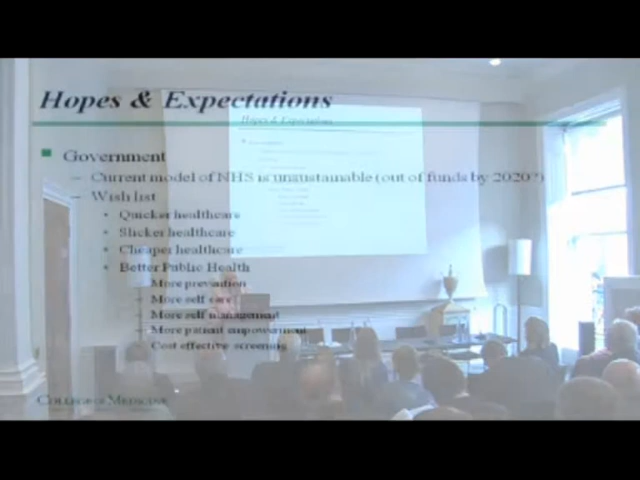 Hopes & Expectations
Government
– Current model of NHS is unsustainable (out of funds by 2020?)
– Wish list
• Quicker healthcare
• Slicker healthcare
• Cheaper healthcare
• Better Public Health
– More prevention
– More self care
– More self management
– More patient empowerment
– Cost effective screening
COLLEGE OF MEDICINE
Hopes & Expectations